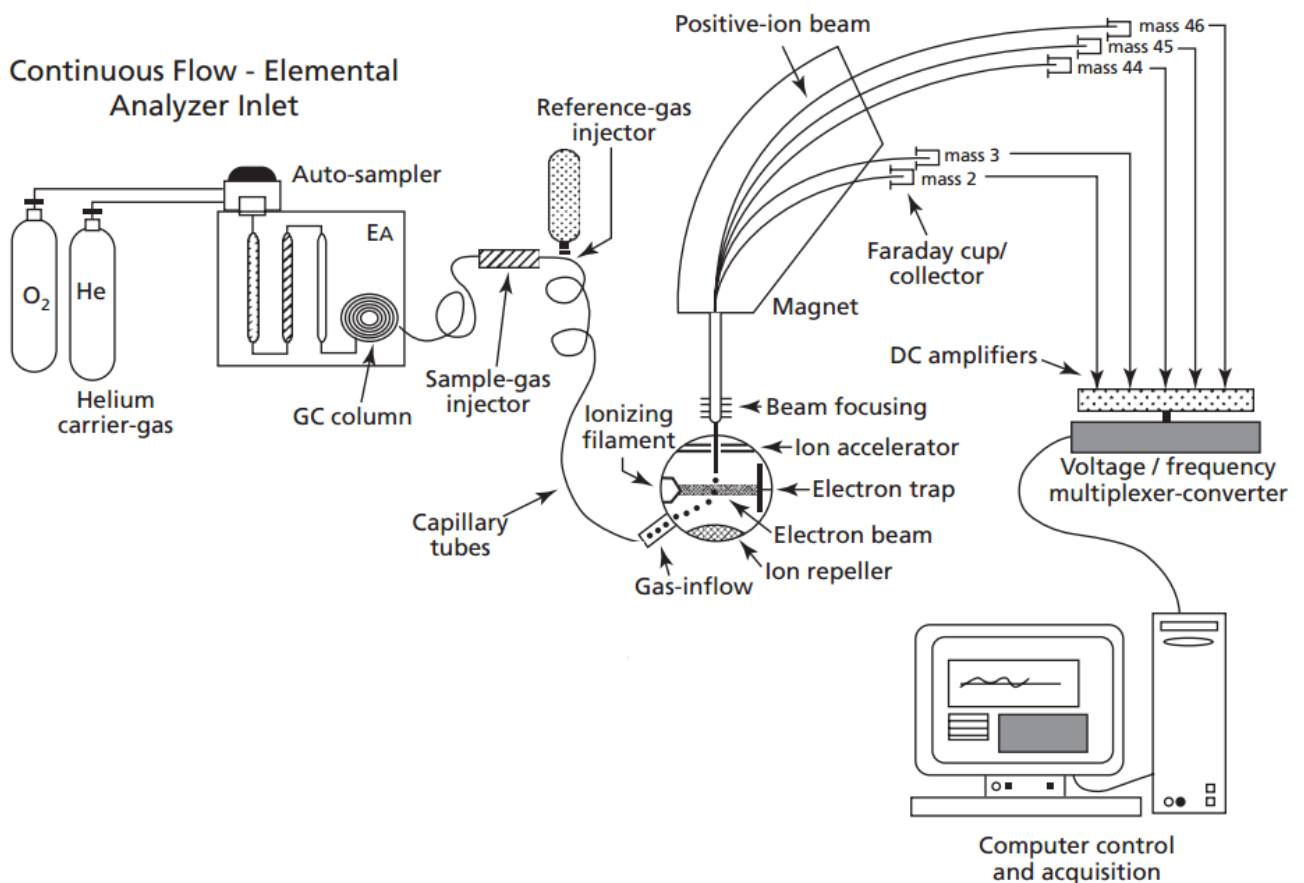 Continuous Flow - Elemental
Analyzer Inlet
Auto-sampler
EA
O2
He
Helium
carrier-gas
GC column
Sample-gas
injector
Reference-gas
injector
Capillary
tubes
Ionizing
filament
Gas-inflow
Positive-ion beam
mass 46
mass 45
mass 44
mass 3
mass 2
Faraday cup/
collector
Magnet
Beam focusing
Ion accelerator
Electron trap
Electron beam
Ion repeller
DC amplifiers
Voltage / frequency
multiplexer-converter
Computer control
and acquisition